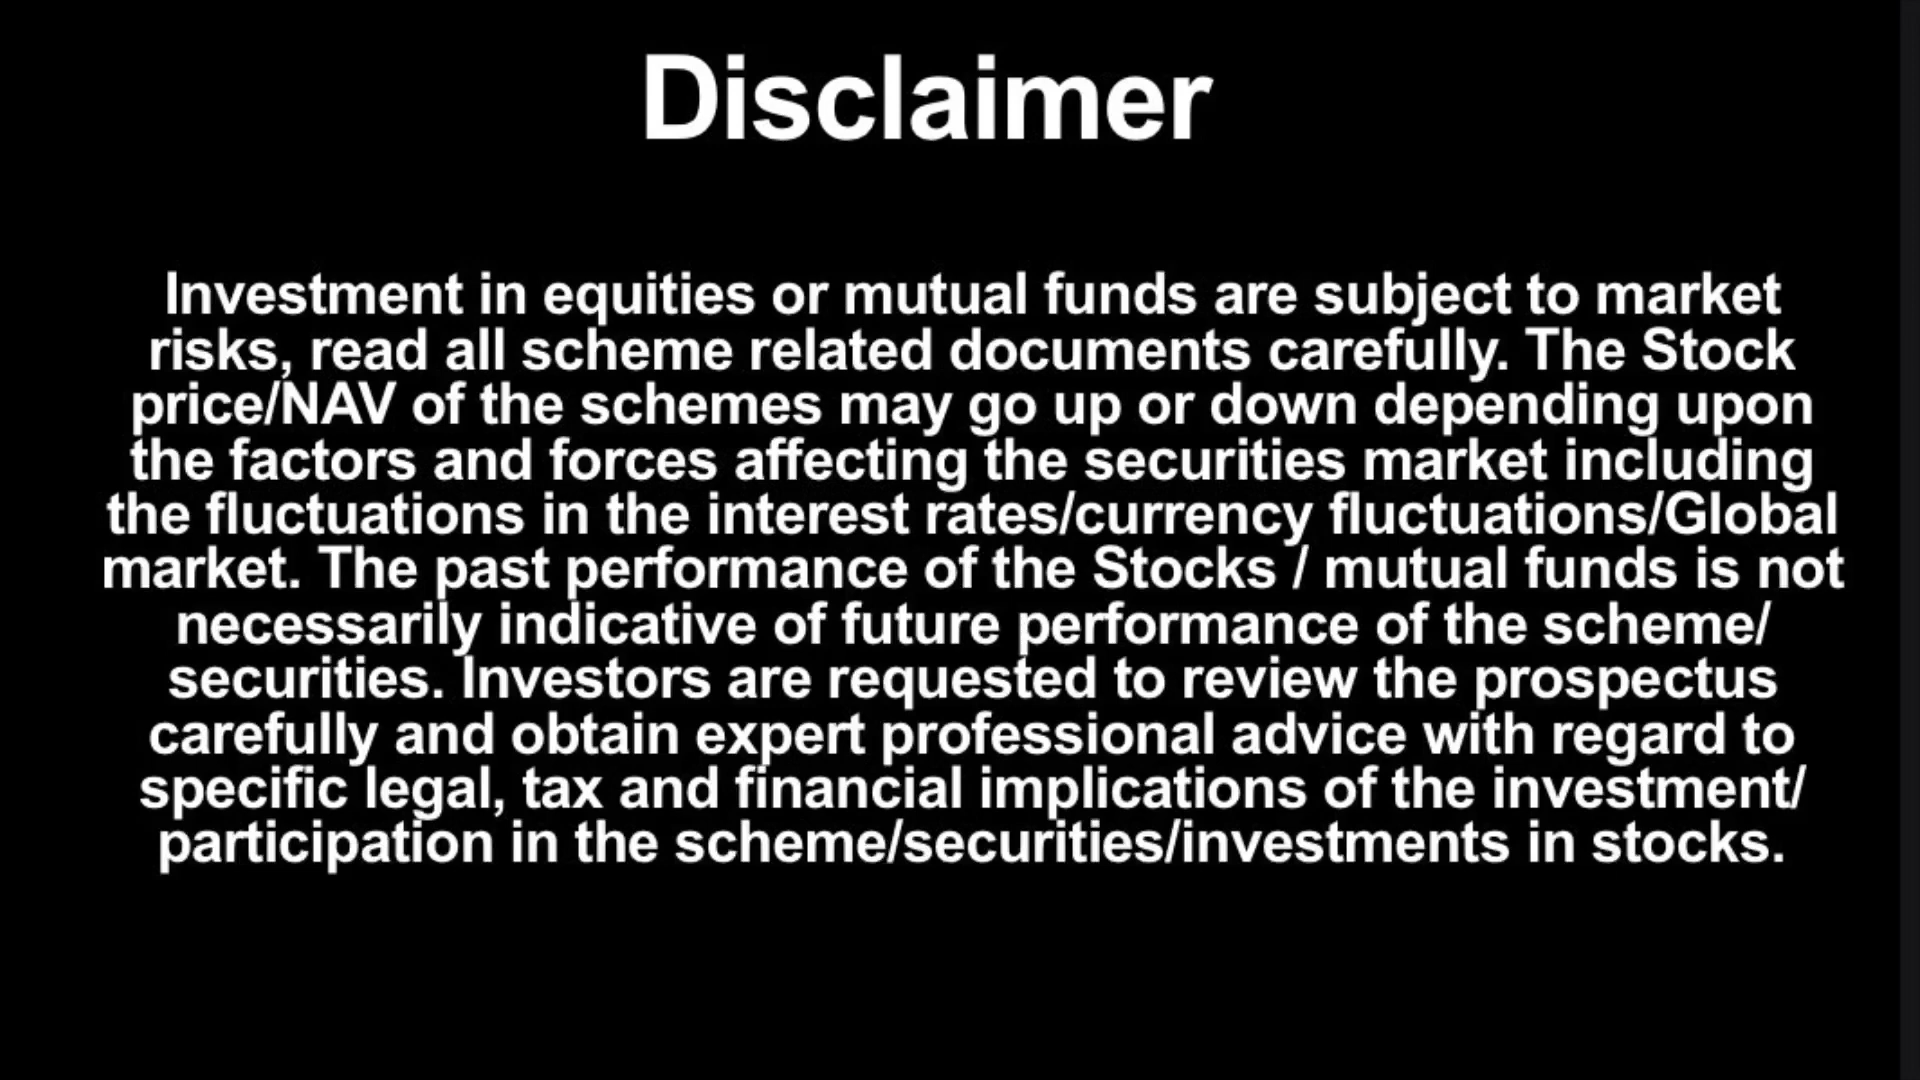 Disclaimer
Investment in equities or mutual funds are subject to market
risks, read all scheme related documents carefully. The Stock
price/NAV of the schemes may go up or down depending upon
the factors and forces affecting the securities market including
the fluctuations in the interest rates/currency fluctuations/Global
market. The past performance of the Stocks / mutual funds is not
necessarily indicative of future performance of the scheme/
securities. Investors are requested to review the prospectus
carefully and obtain expert professional advice with regard to
specific legal, tax and financial implications of the investment/
participation in the scheme/securities/investments in stocks.